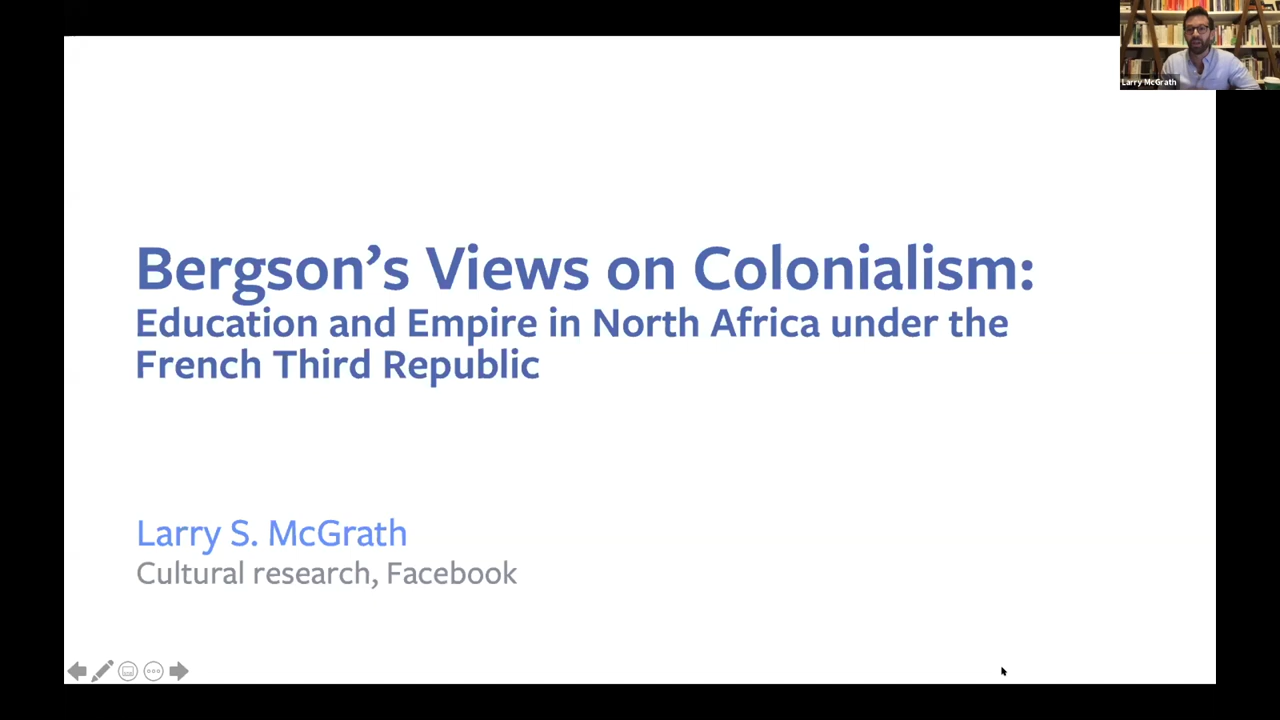 Larry McGrath
Bergson’s Views on Colonialism:
Education and Empire in North Africa under the
French Third Republic
Larry S. McGrath
Cultural research, Facebook